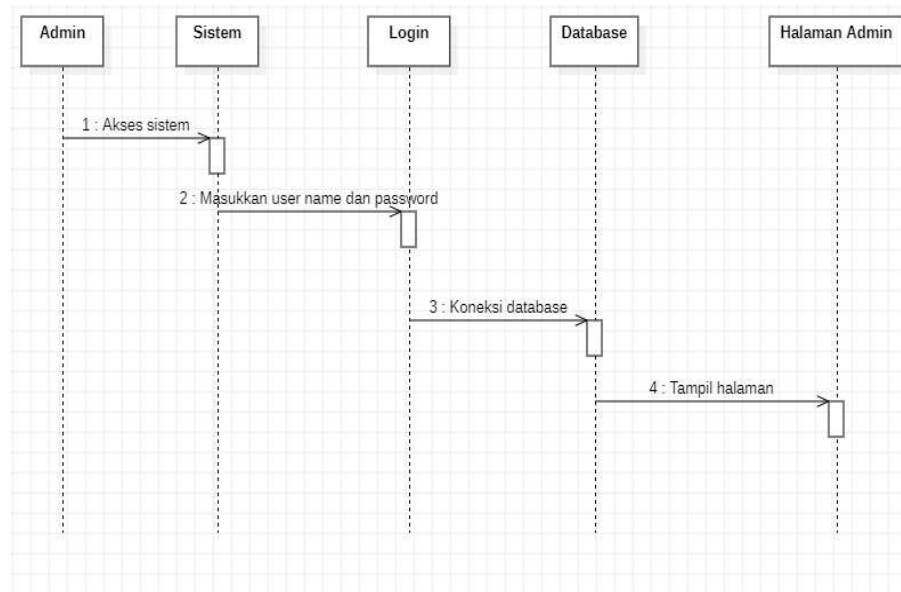 Admin
Sistem
Login
Database
Halaman Admin
1 : Akses sistem
2 : Masukkan user name dan password
3 : Koneksi database
4 : Tampil halaman